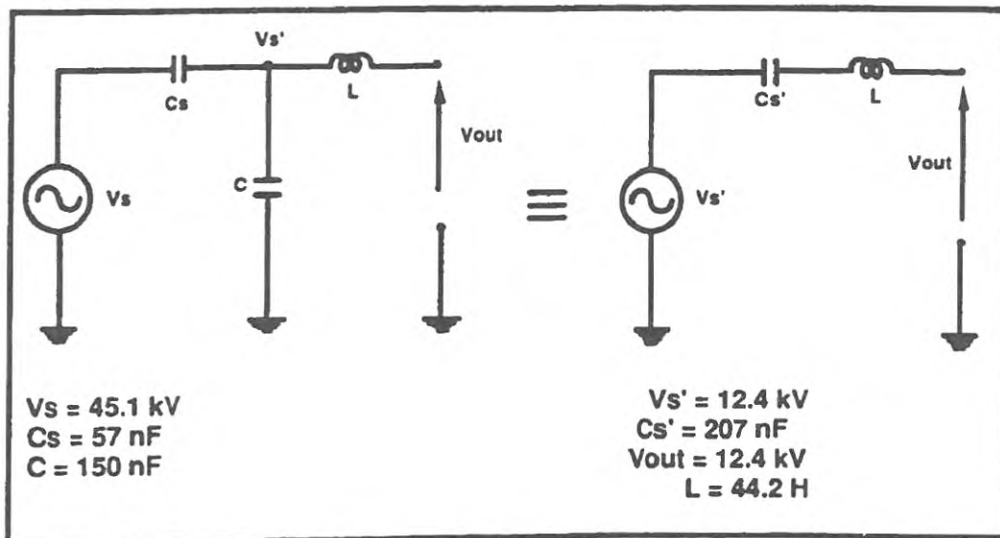 Vs'
Cs
L
Vout
C
Vs
Vs = 45.1 kV
Cs = 57 nF
C = 150 nF
Cs'
L
Vout
Vs'
Vs' = 12.4 kV
Cs' = 207 nF
Vout = 12.4 kV
L = 44.2 H